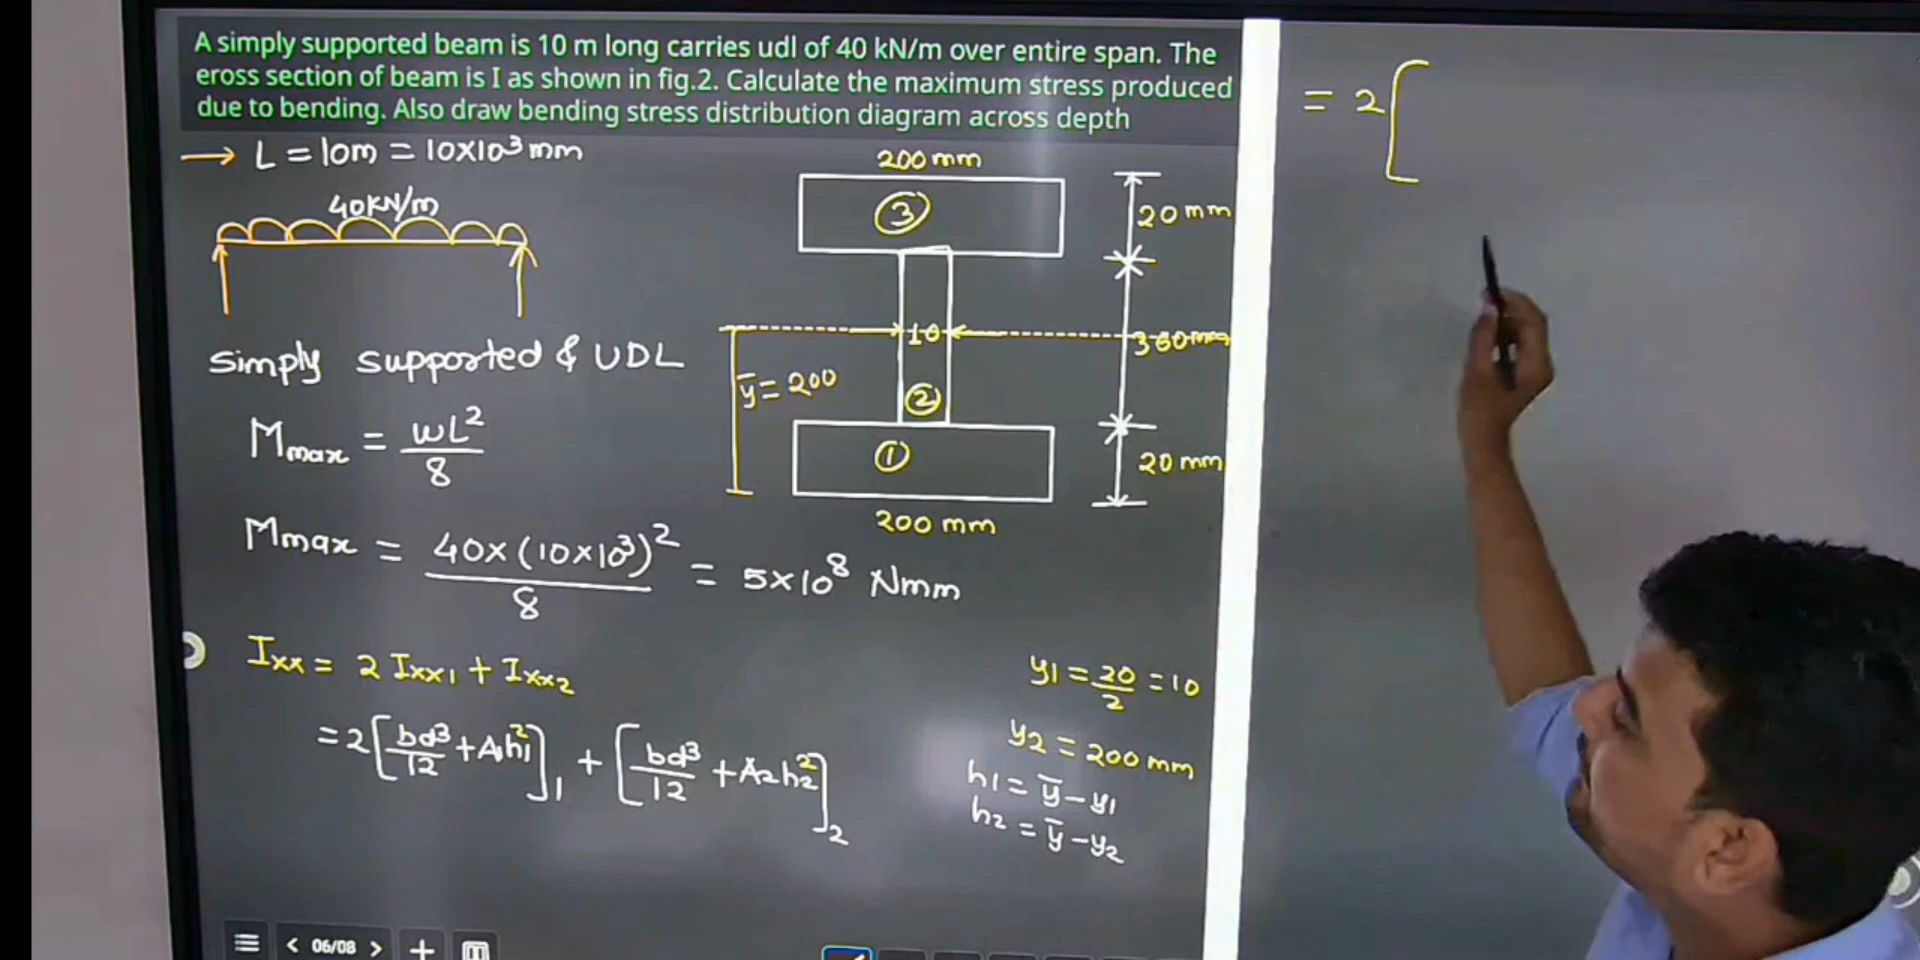 A simply supported beam is 10 m long carries udl of 40 kN/m over entire span. The
eross section of beam is I as shown in fig.2. Calculate the maximum stress produced
due to bending. Also draw bending stress distribution diagram across depth
→ L = 10m = 10×10³ mm
40KN/m
Simply supported & UDL
Mmax = wL²/8
Mmax = 40×(10×10³)²/8 = 5×10⁸ Nmm
Ixx = 2 Ixx1 + Ixx2
= 2[bd³/12 + A₁h₁²]₁ + [bd³/12 + A₂h₂²]₂
200 mm
③
20 mm
10
360mm
ȳ = 200
②
①
20 mm
200 mm
y1 = 20/2 = 10
y2 = 200 mm
h1 = ȳ - y1
h2 = ȳ - y2
= 2[
06/08